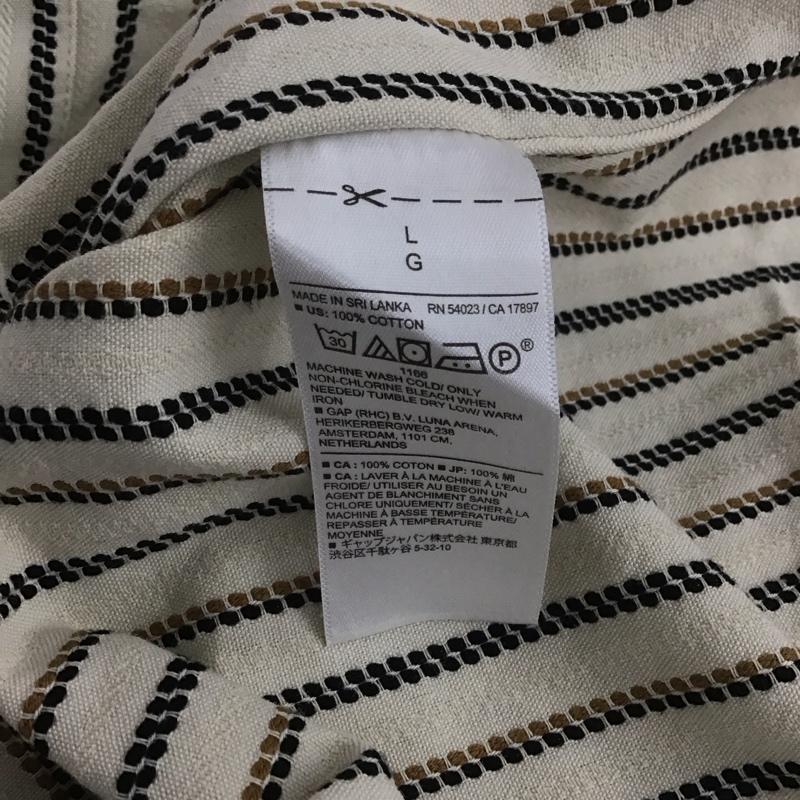 L
G
MADE IN SRI LANKA RN 54023 / CA 17897
■ US: 100% COTTON
30 P®
1166
MACHINE WASH COLD/ ONLY
NON-CHLORINE BLEACH WHEN
NEEDED/ TUMBLE DRY LOW/ WARM
IRON
■ GAP (RHC) B.V. LUNA ARENA,
HERIKERBERGWEG 238
AMSTERDAM, 1101 CM,
NETHERLANDS
■ CA : 100% COTON ■ JP: 100% 綿
■ CA : LAVER À LA MACHINE À L'EAU
FROIDE/ UTILISER AU BESOIN UN
AGENT DE BLANCHIMENT SANS
CHLORE UNIQUEMENT/ SÉCHER À LA
MACHINE À BASSE TEMPÉRATURE/
REPASSER À TEMPÉRATURE
MOYENNE
■ ギャップジャパン株式会社 東京都
渋谷区千駄ヶ谷 5-32-10